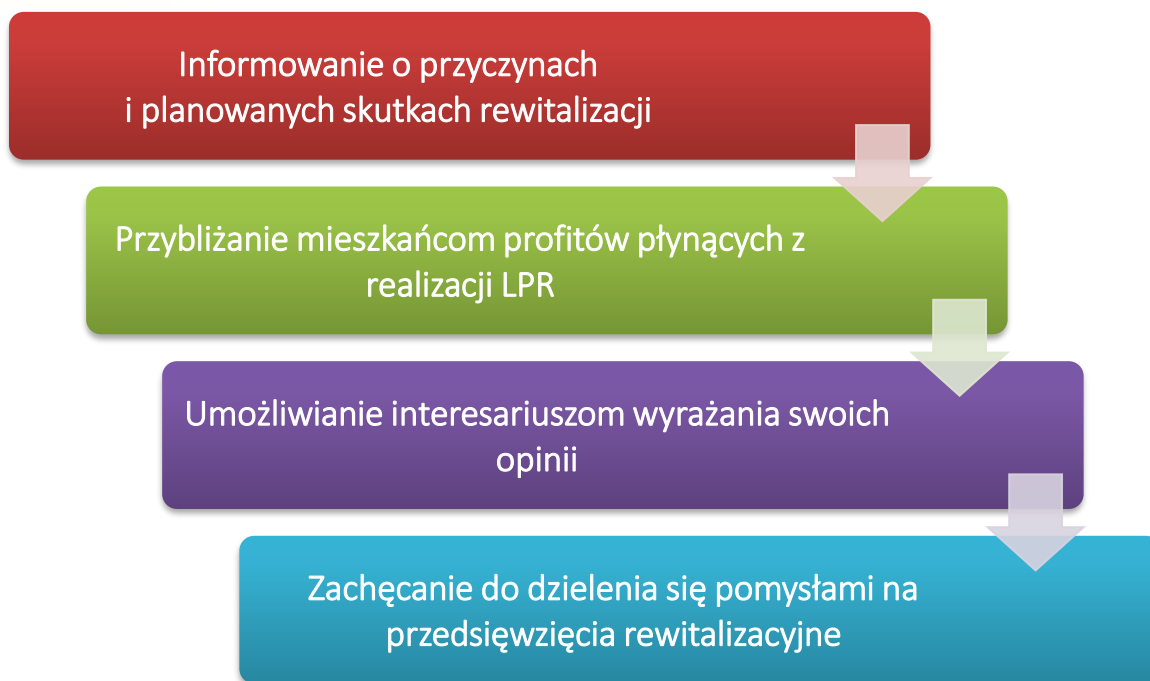 Informowanie o przyczynach
i planowanych skutkach rewitalizacji
Przybliżanie mieszkańcom profitów płynących z
realizacji LPR
Umożliwianie interesariuszom wyrażania swoich
opinii
Zachęcanie do dzielenia się pomysłami na
przedsięwzięcia rewitalizacyjne